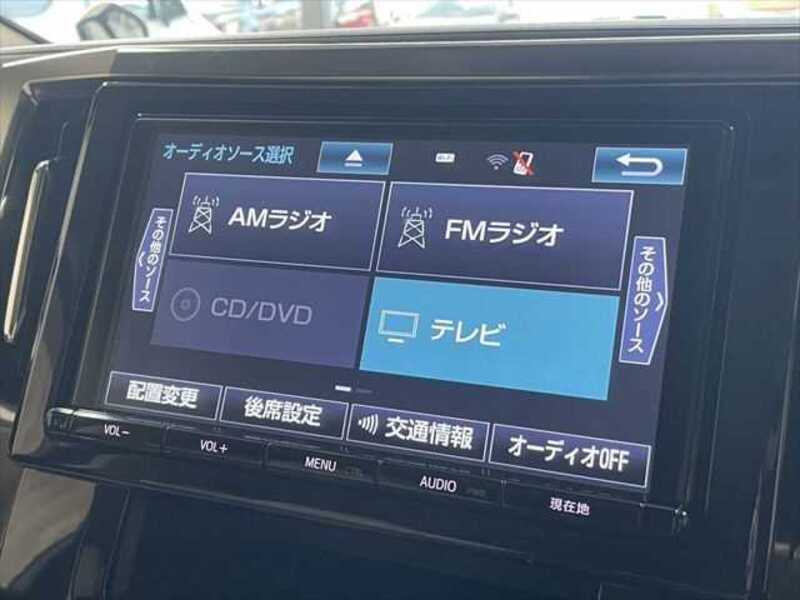 オーディオソース選択
AMラジオ
FMラジオ
その他のソース
その他のソース
CD/DVD
テレビ
配置変更
後席設定
交通情報
オーディオOFF
VOL−
VOL+
MENU
AUDIO
現在地